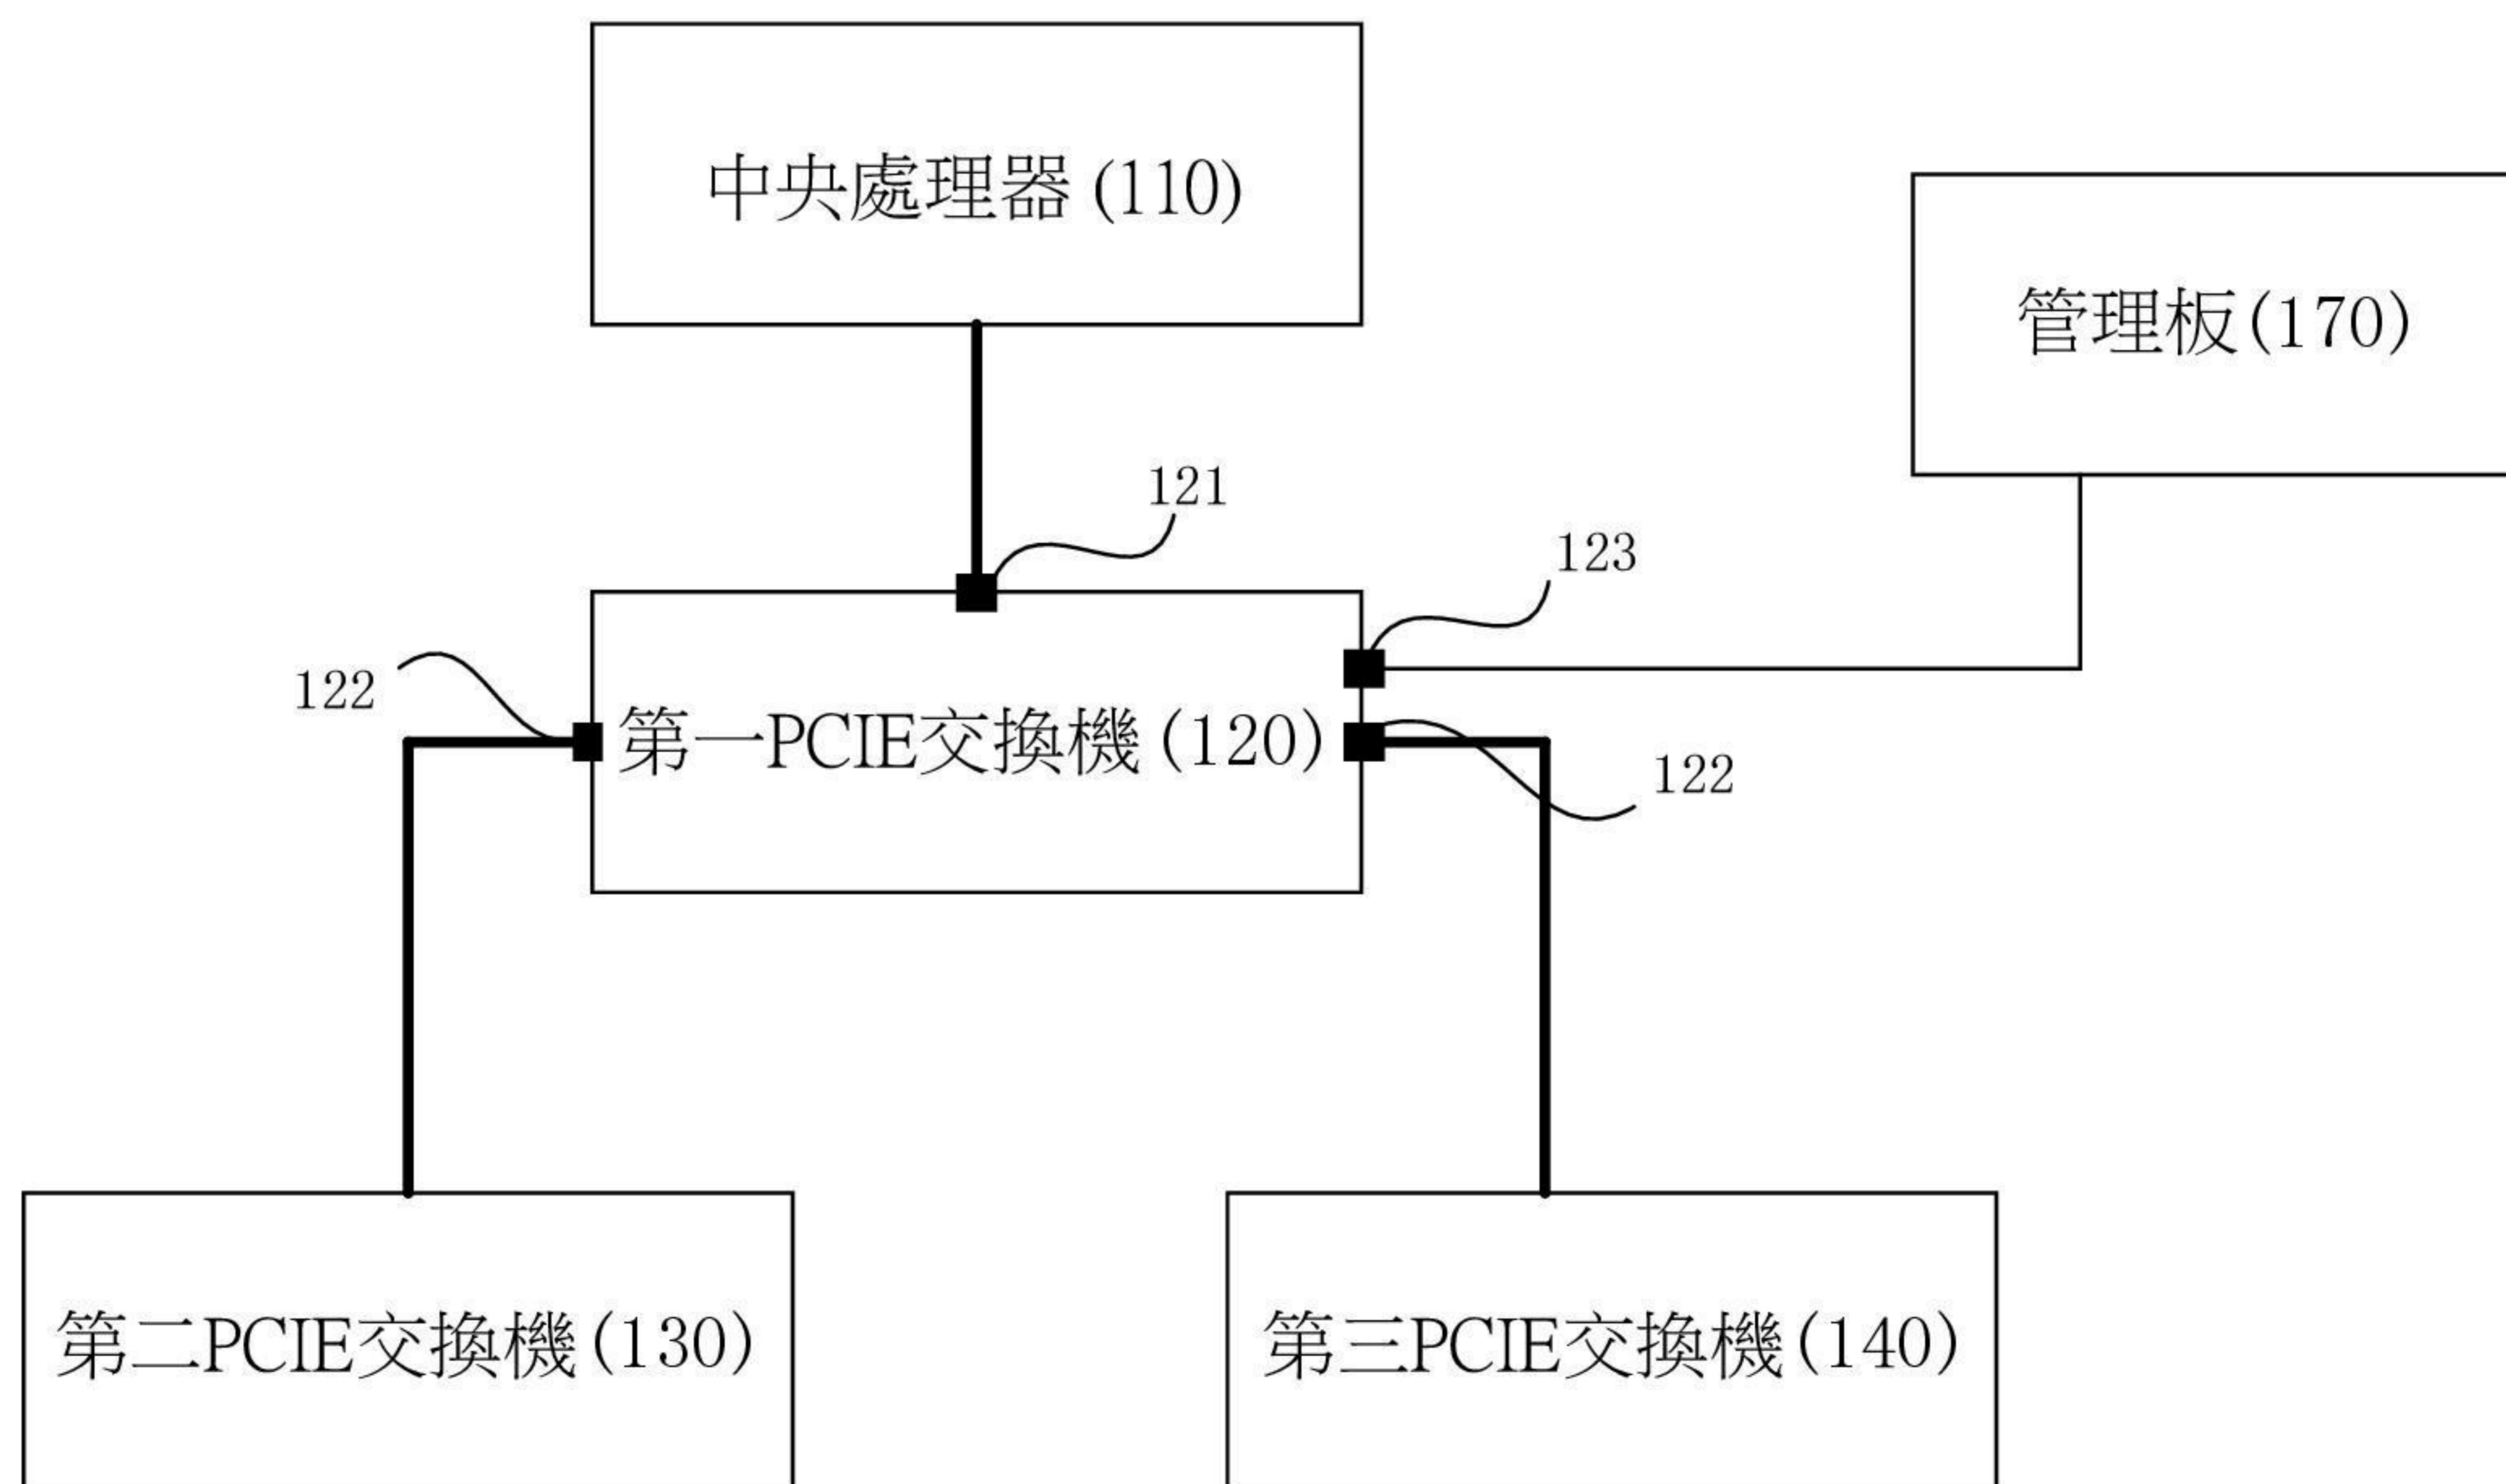 中央處理器(110)
管理板(170)
121
123
122
第一PCIE交換機(120)
122
第二PCIE交換機(130)
第三PCIE交換機(140)